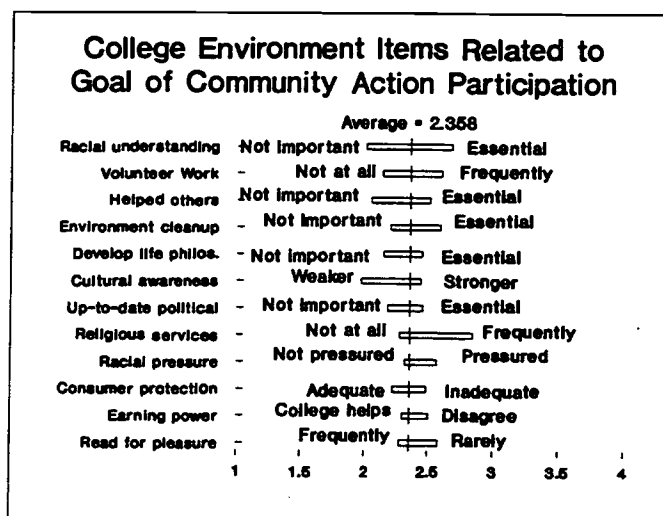 College Environment Items Related to
Goal of Community Action Participation
Average = 2.358
Racial understanding - Not important Essential
Volunteer Work - Not at all Frequently
Helped others Not important Essential
Environment cleanup - Not important Essential
Develop life philos. - Not important Essential
Cultural awareness - Weaker Stronger
Up-to-date political - Not important Essential
Religious services - Not at all Frequently
Racial pressure - Not pressured Pressured
Consumer protection - Adequate Inadequate
Earning power - College helps Disagree
Read for pleasure - Frequently Rarely
1 1.5 2 2.5 3 3.5 4